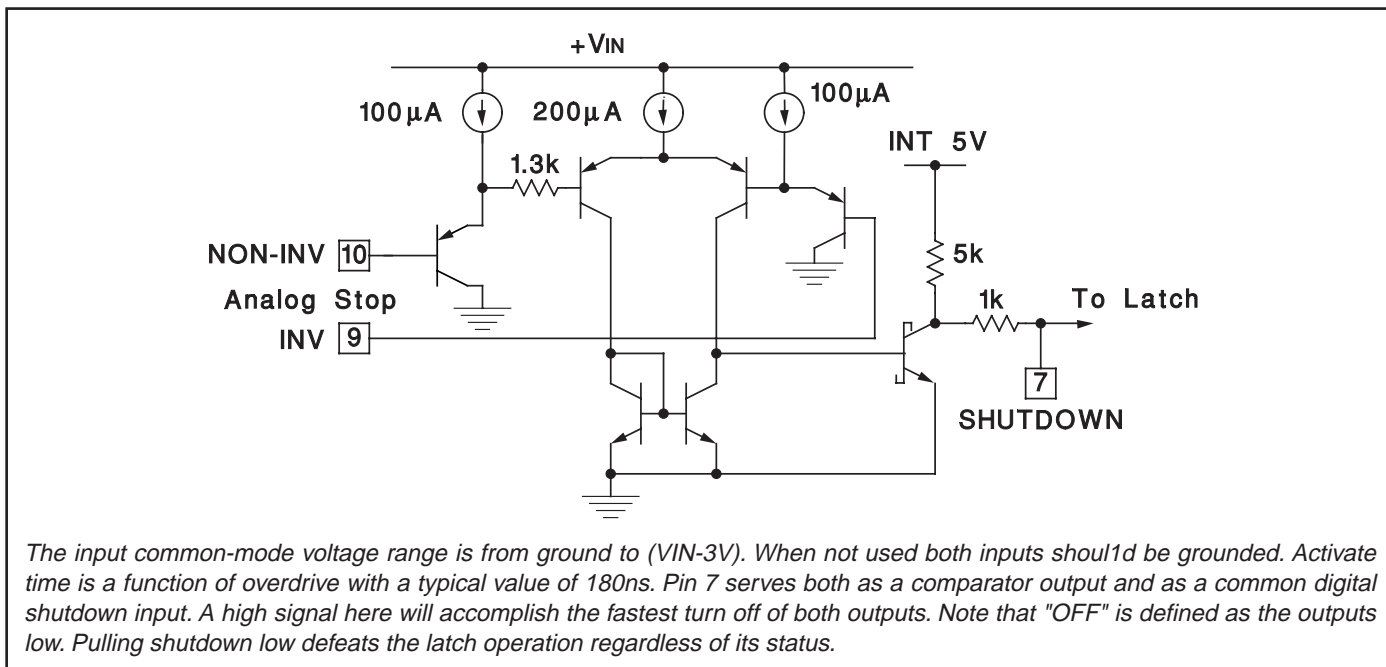 +VIN
100µA
200µA
100µA
INT 5V
1.3k
NON-INV 10
5k
Analog Stop
1k
To Latch
INV 9
7
SHUTDOWN
The input common-mode voltage range is from ground to (VIN-3V). When not used both inputs shoul1d be grounded. Activate
time is a function of overdrive with a typical value of 180ns. Pin 7 serves both as a comparator output and as a common digital
shutdown input. A high signal here will accomplish the fastest turn off of both outputs. Note that "OFF" is defined as the outputs
low. Pulling shutdown low defeats the latch operation regardless of its status.